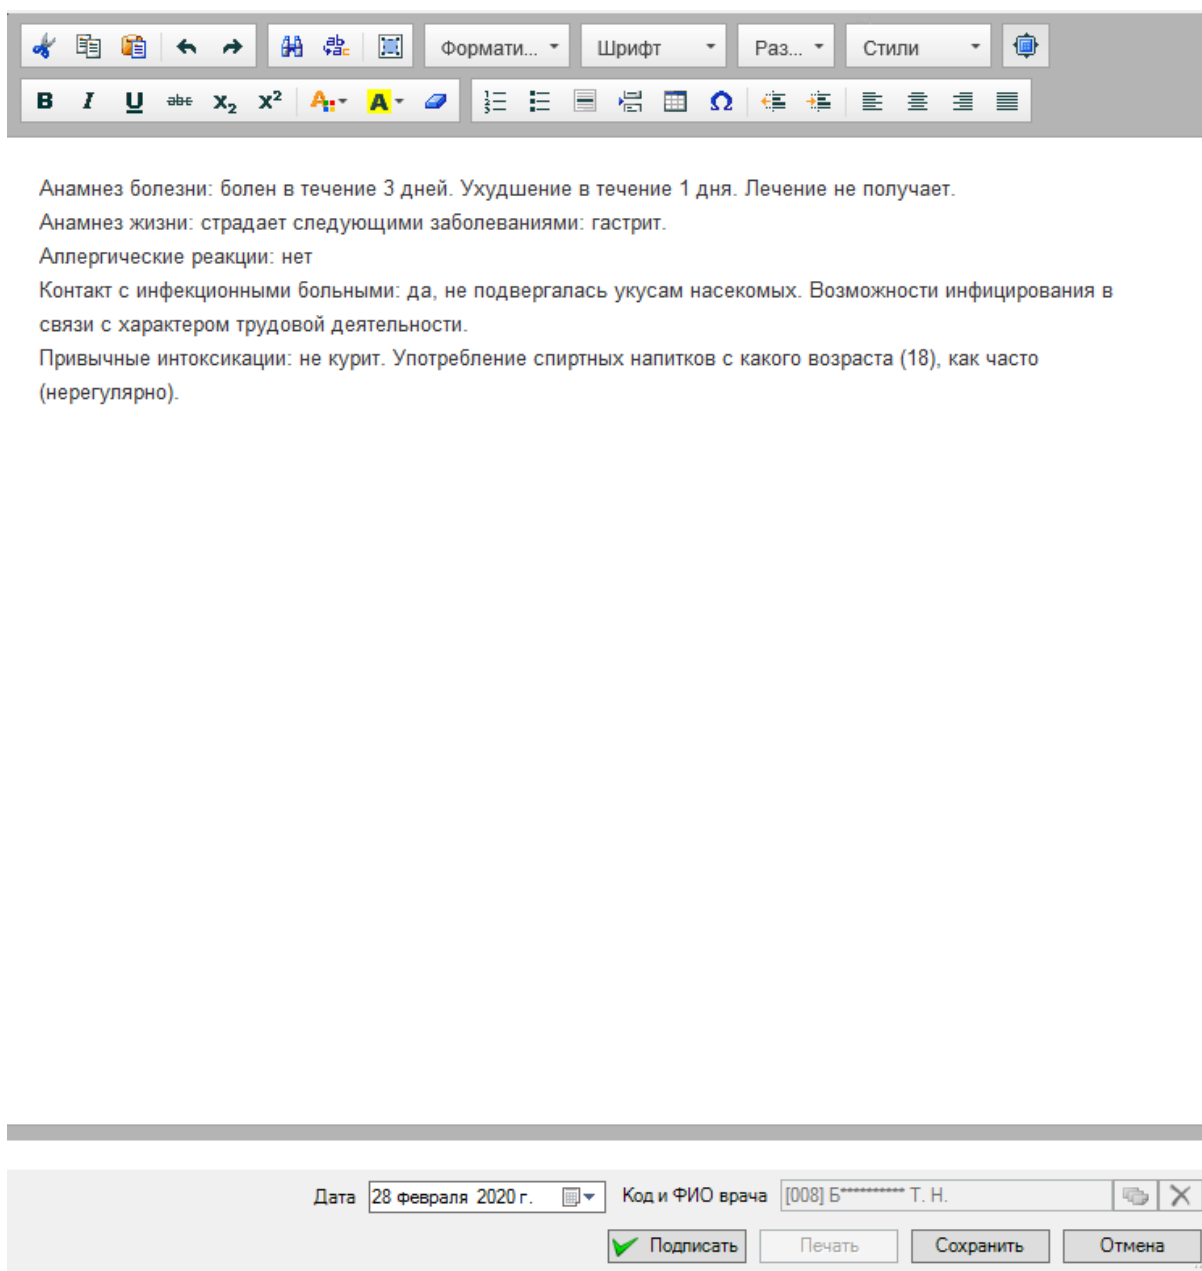 Формати... Шрифт Раз... Стили
B I U abc X₂ X² A A Ω
Анамнез болезни: болен в течение 3 дней. Ухудшение в течение 1 дня. Лечение не получает.
Анамнез жизни: страдает следующими заболеваниями: гастрит.
Аллергические реакции: нет
Контакт с инфекционными больными: да, не подвергалась укусам насекомых. Возможности инфицирования в
связи с характером трудовой деятельности.
Привычные интоксикации: не курит. Употребление спиртных напитков с какого возраста (18), как часто
(нерегулярно).
Дата 28 февраля 2020 г. Код и ФИО врача [008] Б********** Т. Н.
Подписать Печать Сохранить Отмена